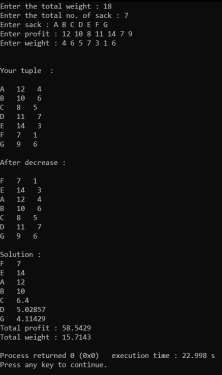 Enter the total weight : 18
Enter the total no. of sack : 7
Enter sack : A B C D E F G
Enter profit : 12 10 8 11 14 7 9
Enter weight : 4 6 5 7 3 1 6
Your tuple :
A 12 4
B 10 6
C 8 5
D 11 7
E 14 3
F 7 1
G 9 6
After decrease :
F 7 1
E 14 3
A 12 4
B 10 6
C 8 5
D 11 7
G 9 6
Solution :
F 7
E 14
A 12
B 10
C 6.4
D 5.02857
G 4.11429
Total profit : 58.5429
Total weight : 15.7143
Process returned 0 (0x0) execution time : 22.998 s
Press any key to continue.